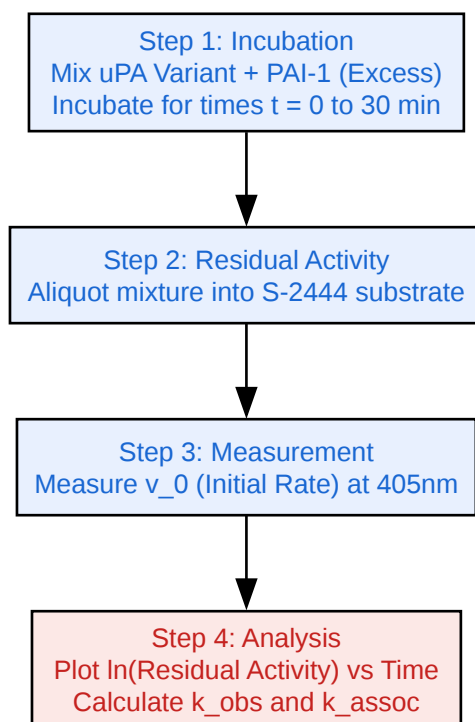 Step 1: Incubation
Mix uPA Variant + PAI-1 (Excess)
Incubate for times t = 0 to 30 min
Step 2: Residual Activity
Aliquot mixture into S-2444 substrate
Step 3: Measurement
Measure v_0 (Initial Rate) at 405nm
Step 4: Analysis
Plot ln(Residual Activity) vs Time
Calculate k_obs and k_assoc